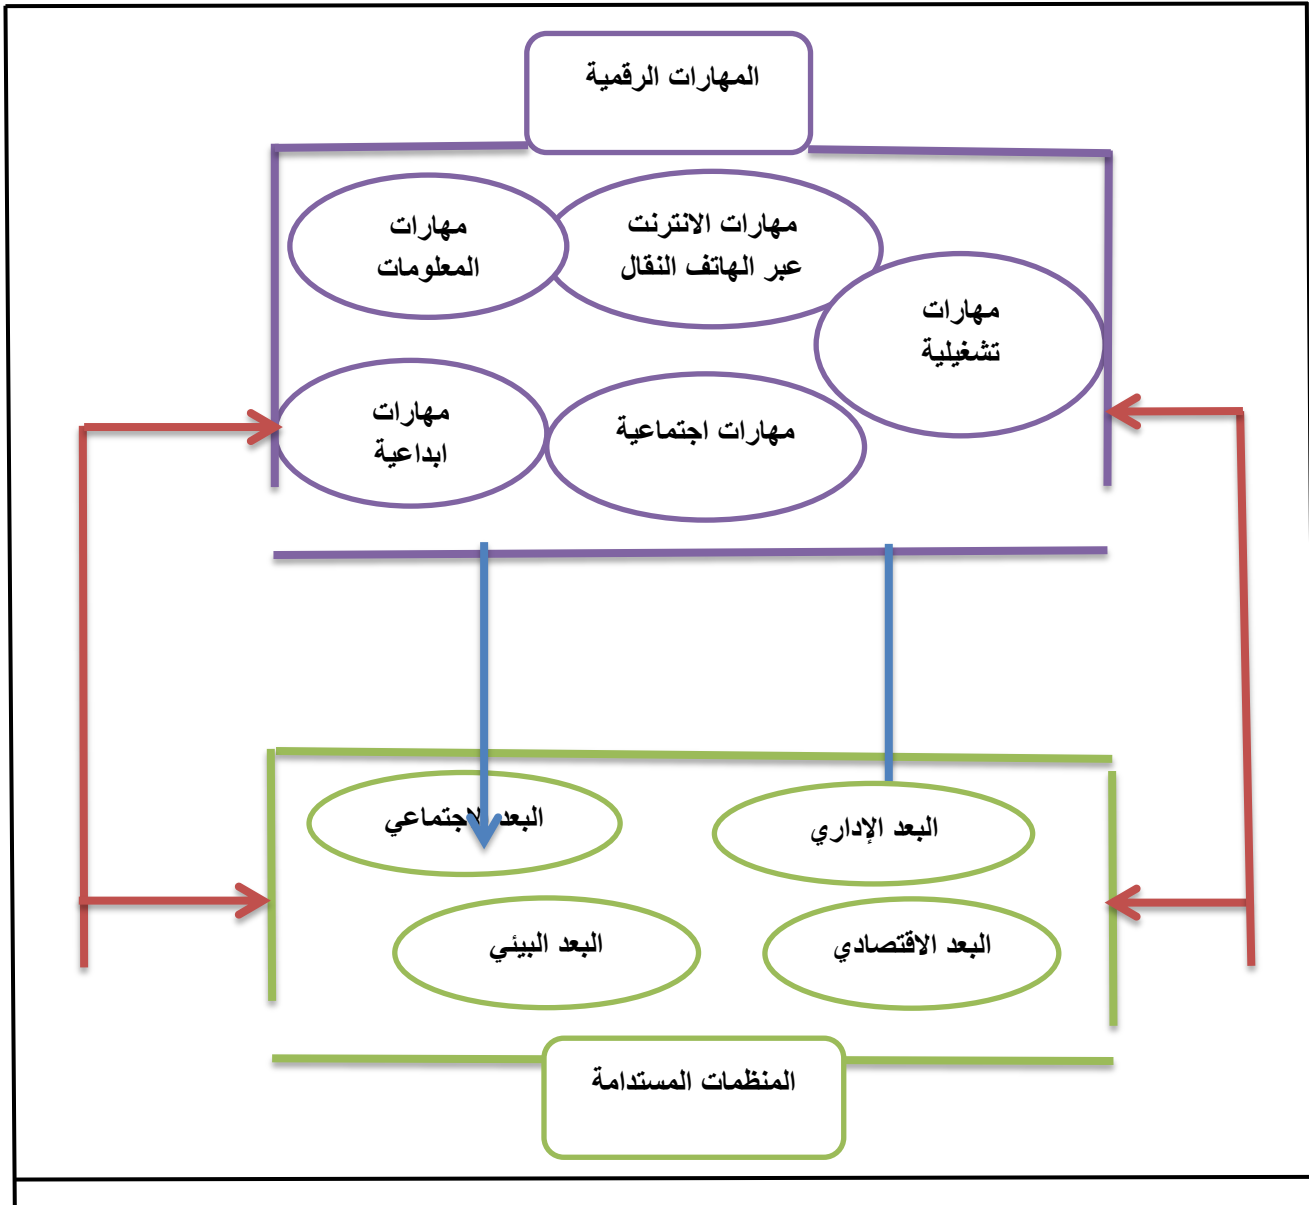 المهارات الرقمية
مهارات الانترنت
عبر الهاتف النقال
مهارات
المعلومات
مهارات
تشغيلية
مهارات اجتماعية
مهارات
ابداعية
البعد الإداري
البعد الاجتماعي
البعد الاقتصادي
البعد البيئي
المنظمات المستدامة